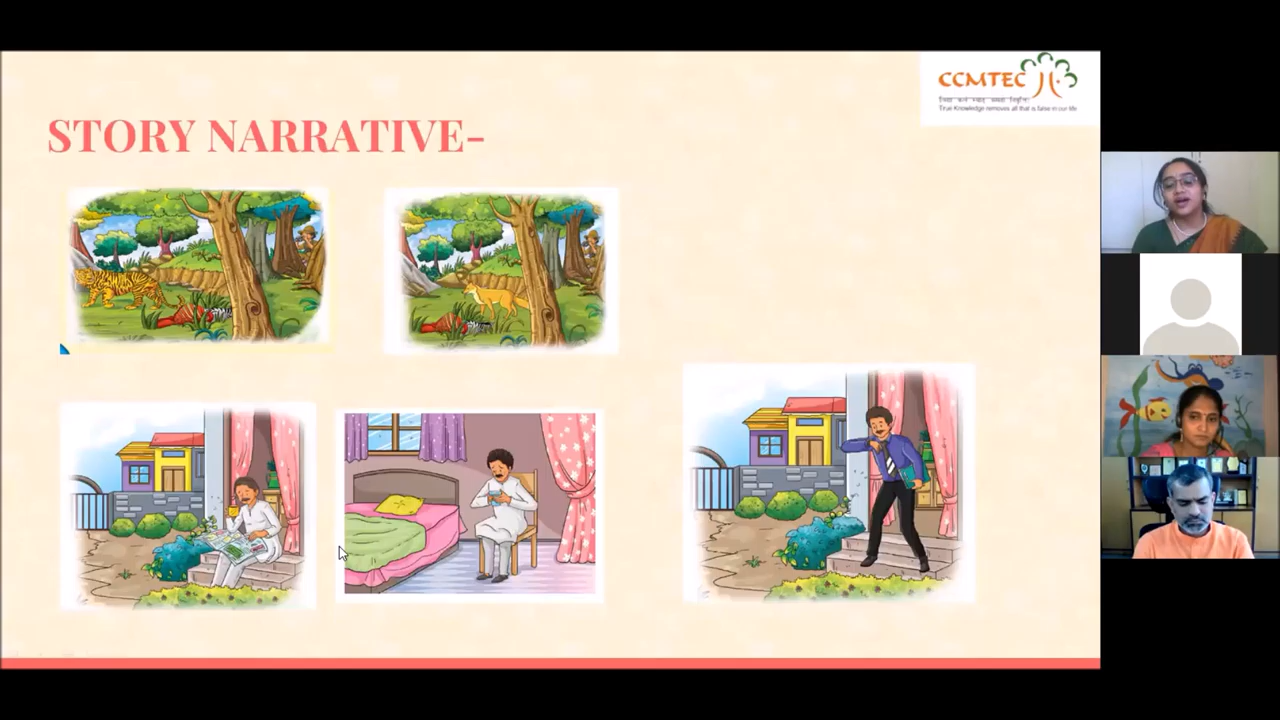 STORY NARRATIVE-
CCMTEC
True Knowledge removes all that is false in our life